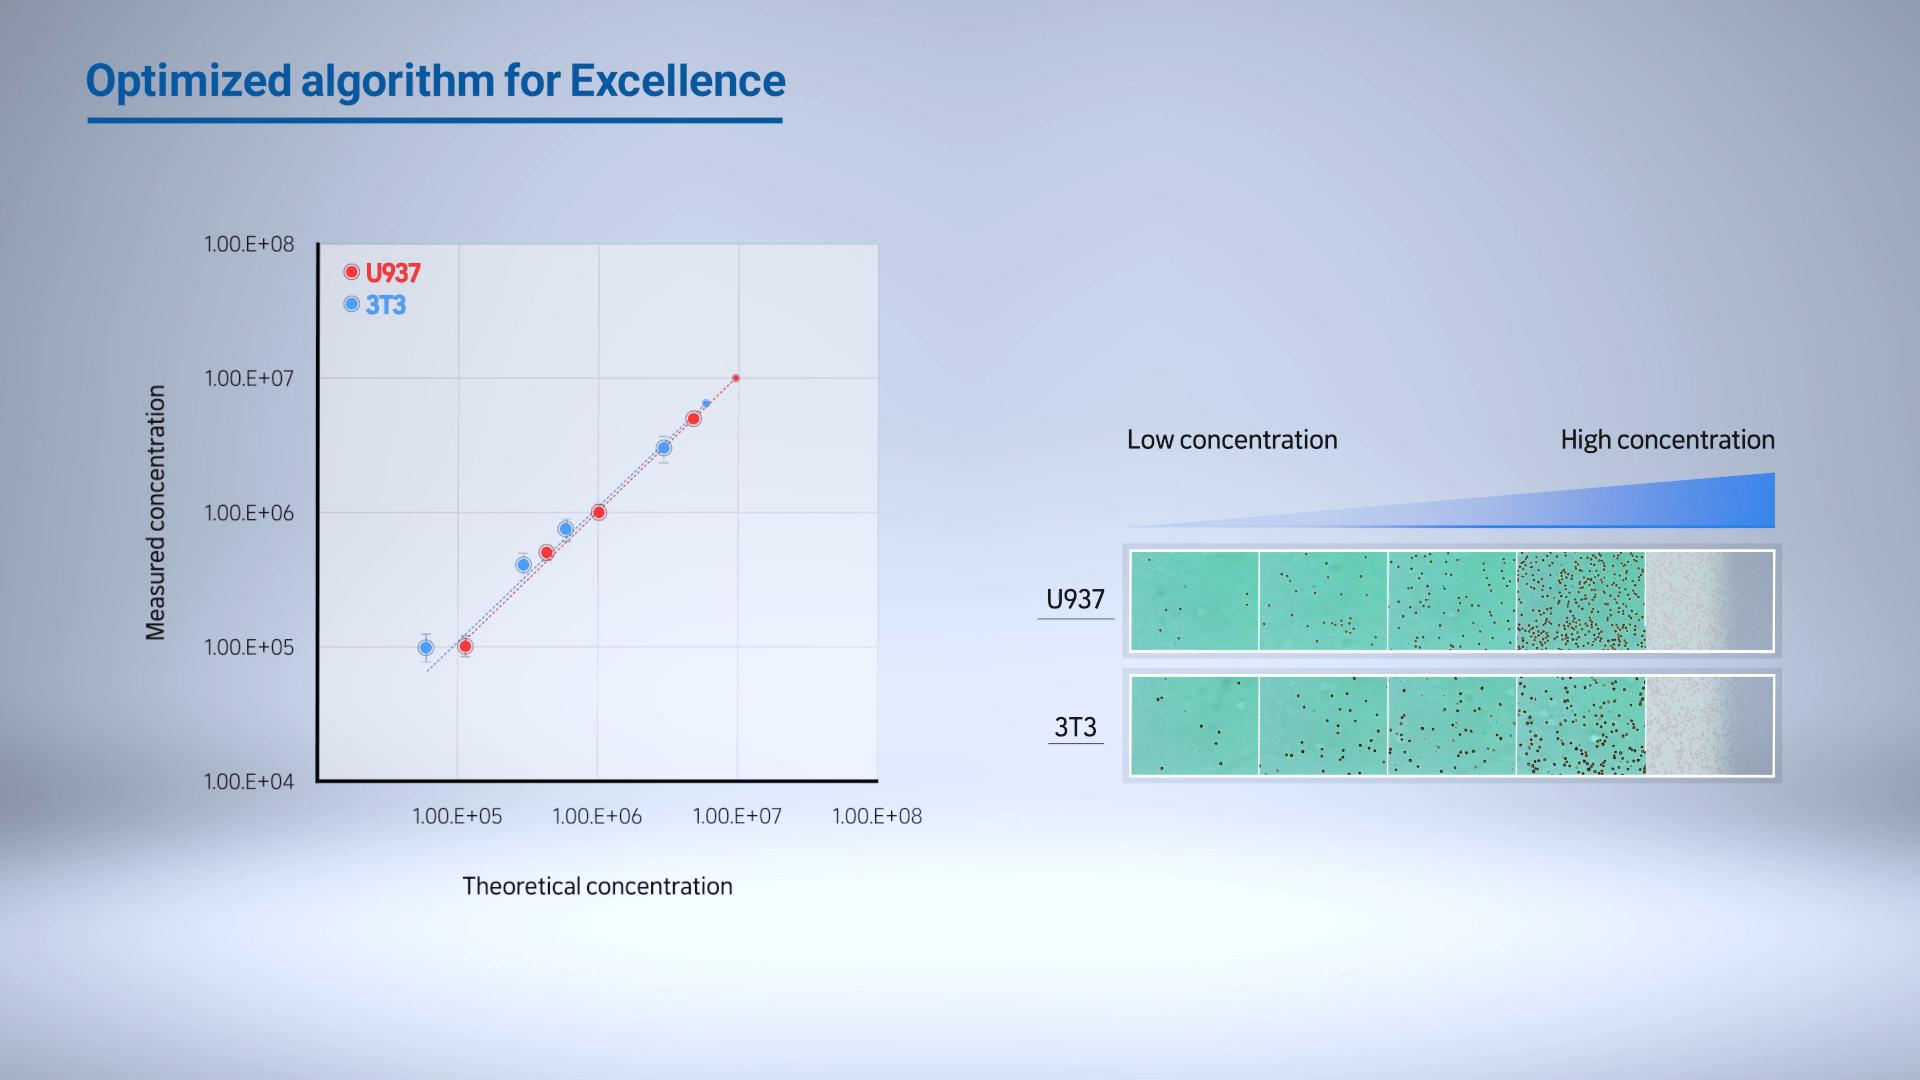 Optimized algorithm for Excellence
1.00.E+08
1.00.E+07
1.00.E+06
1.00.E+05
1.00.E+04
Measured concentration
U937
3T3
1.00.E+05 1.00.E+06 1.00.E+07 1.00.E+08
Theoretical concentration
Low concentration High concentration
U937
3T3